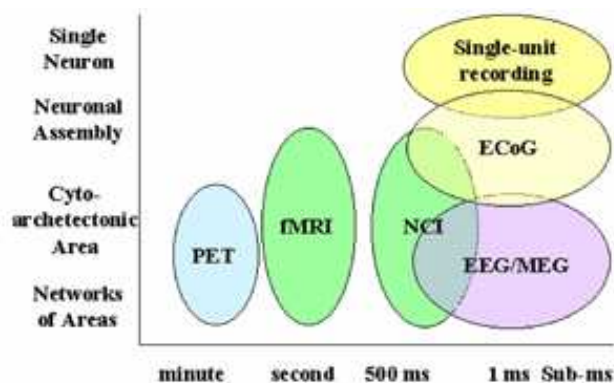 Single
Neuron
Neuronal
Assembly
Cyto-
archetectonic
Area
Networks
of Areas
Single-unit
recording
ECoG
PET
fMRI
NCI
EEG/MEG
minute second 500 ms 1 ms Sub-ms